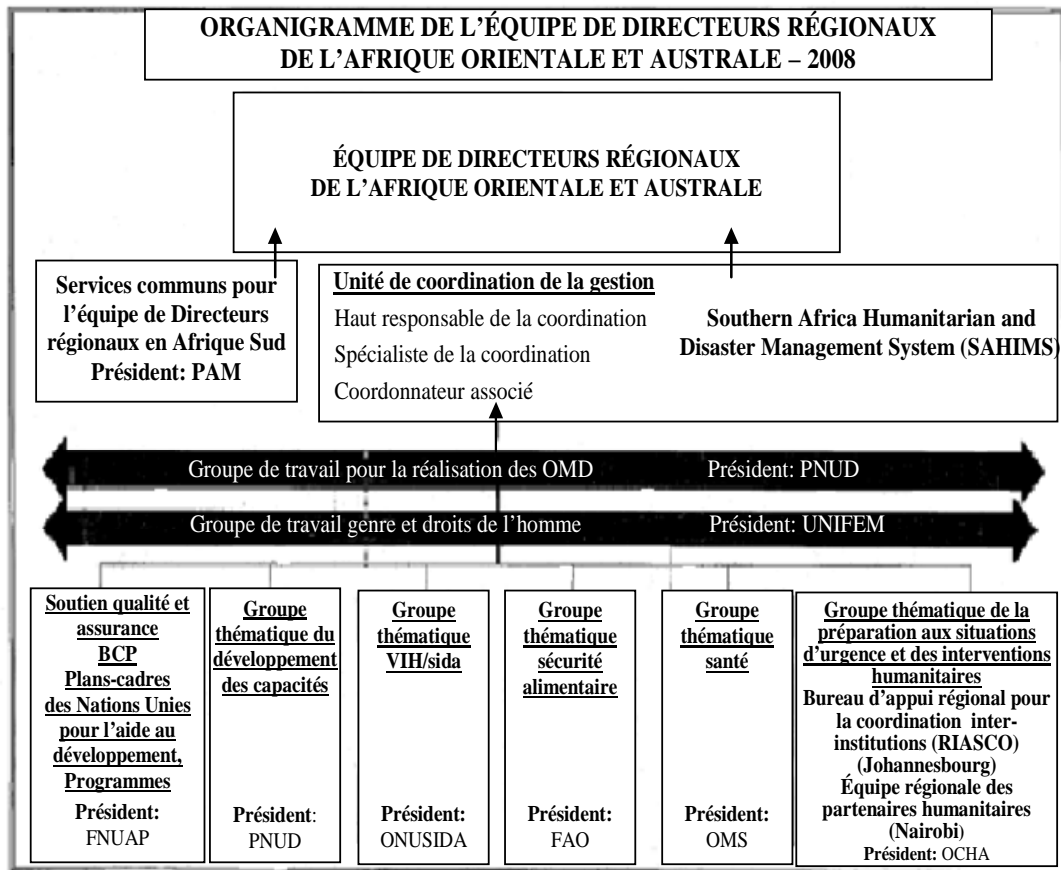 ORGANIGRAMME DE L'ÉQUIPE DE DIRECTEURS RÉGIONAUX
DE L'AFRIQUE ORIENTALE ET AUSTRALE – 2008
ÉQUIPE DE DIRECTEURS RÉGIONAUX
DE L'AFRIQUE ORIENTALE ET AUSTRALE
Services communs pour
l'équipe de Directeurs
régionaux en Afrique Sud
Président: PAM
Unité de coordination de la gestion
Haut responsable de la coordination
Spécialiste de la coordination
Coordonnateur associé
Southern Africa Humanitarian and
Disaster Management System (SAHIMS)
Groupe de travail pour la réalisation des OMD Président: PNUD
Groupe de travail genre et droits de l'homme Président: UNIFEM
Soutien qualité et
assurance
BCP
Plans-cadres
des Nations Unies
pour l'aide au
développement,
Programmes
Président:
FNUAP
Groupe
thématique du
développement
des capacités
Président:
PNUD
Groupe
thématique
VIH/sida
Président:
ONUSIDA
Groupe
thématique
sécurité
alimentaire
Président:
FAO
Groupe
thématique
santé
Président:
OMS
Groupe thématique de la
préparation aux situations
d'urgence et des interventions
humanitaires
Bureau d'appui régional pour
la coordination inter-
institutions (RIASCO)
(Johannesbourg)
Équipe régionale des
partenaires humanitaires
(Nairobi)
Président: OCHA